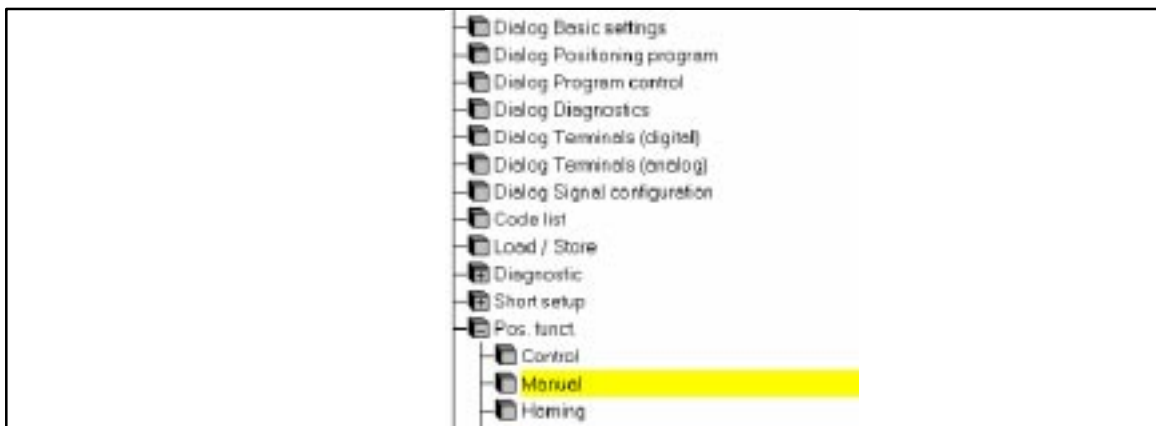 Dialog Basic settings
Dialog Positioning program
Dialog Program control
Dialog Diagnostics
Dialog Terminals (digital)
Dialog Terminals (analog)
Dialog Signal configuration
Code list
Load / Store
Diagnostic
Short setup
Pos. funct.
Control
Manual
Homing